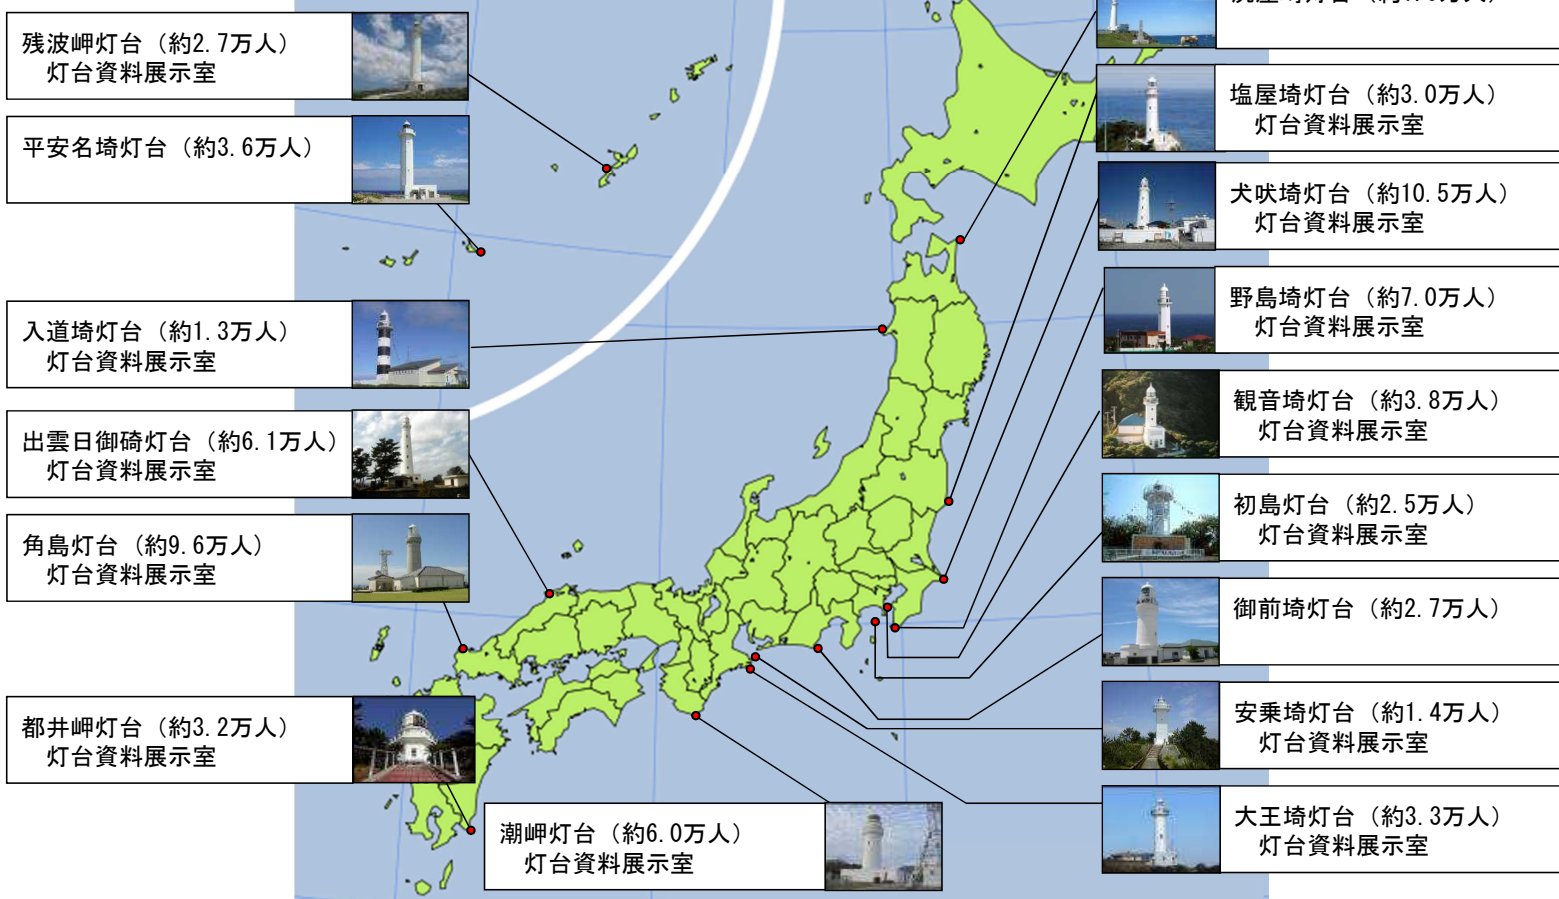 残波岬灯台（約2.7万人）
灯台資料展示室
平安名埼灯台（約3.6万人）
入道埼灯台（約1.3万人）
灯台資料展示室
出雲日御碕灯台（約6.1万人）
灯台資料展示室
角島灯台（約9.6万人）
灯台資料展示室
都井岬灯台（約3.2万人）
灯台資料展示室
潮岬灯台（約6.0万人）
灯台資料展示室
塩屋埼灯台（約3.0万人）
灯台資料展示室
犬吠埼灯台（約10.5万人）
灯台資料展示室
野島埼灯台（約7.0万人）
灯台資料展示室
観音埼灯台（約3.8万人）
灯台資料展示室
初島灯台（約2.5万人）
灯台資料展示室
御前埼灯台（約2.7万人）
安乗埼灯台（約1.4万人）
灯台資料展示室
大王埼灯台（約3.3万人）
灯台資料展示室